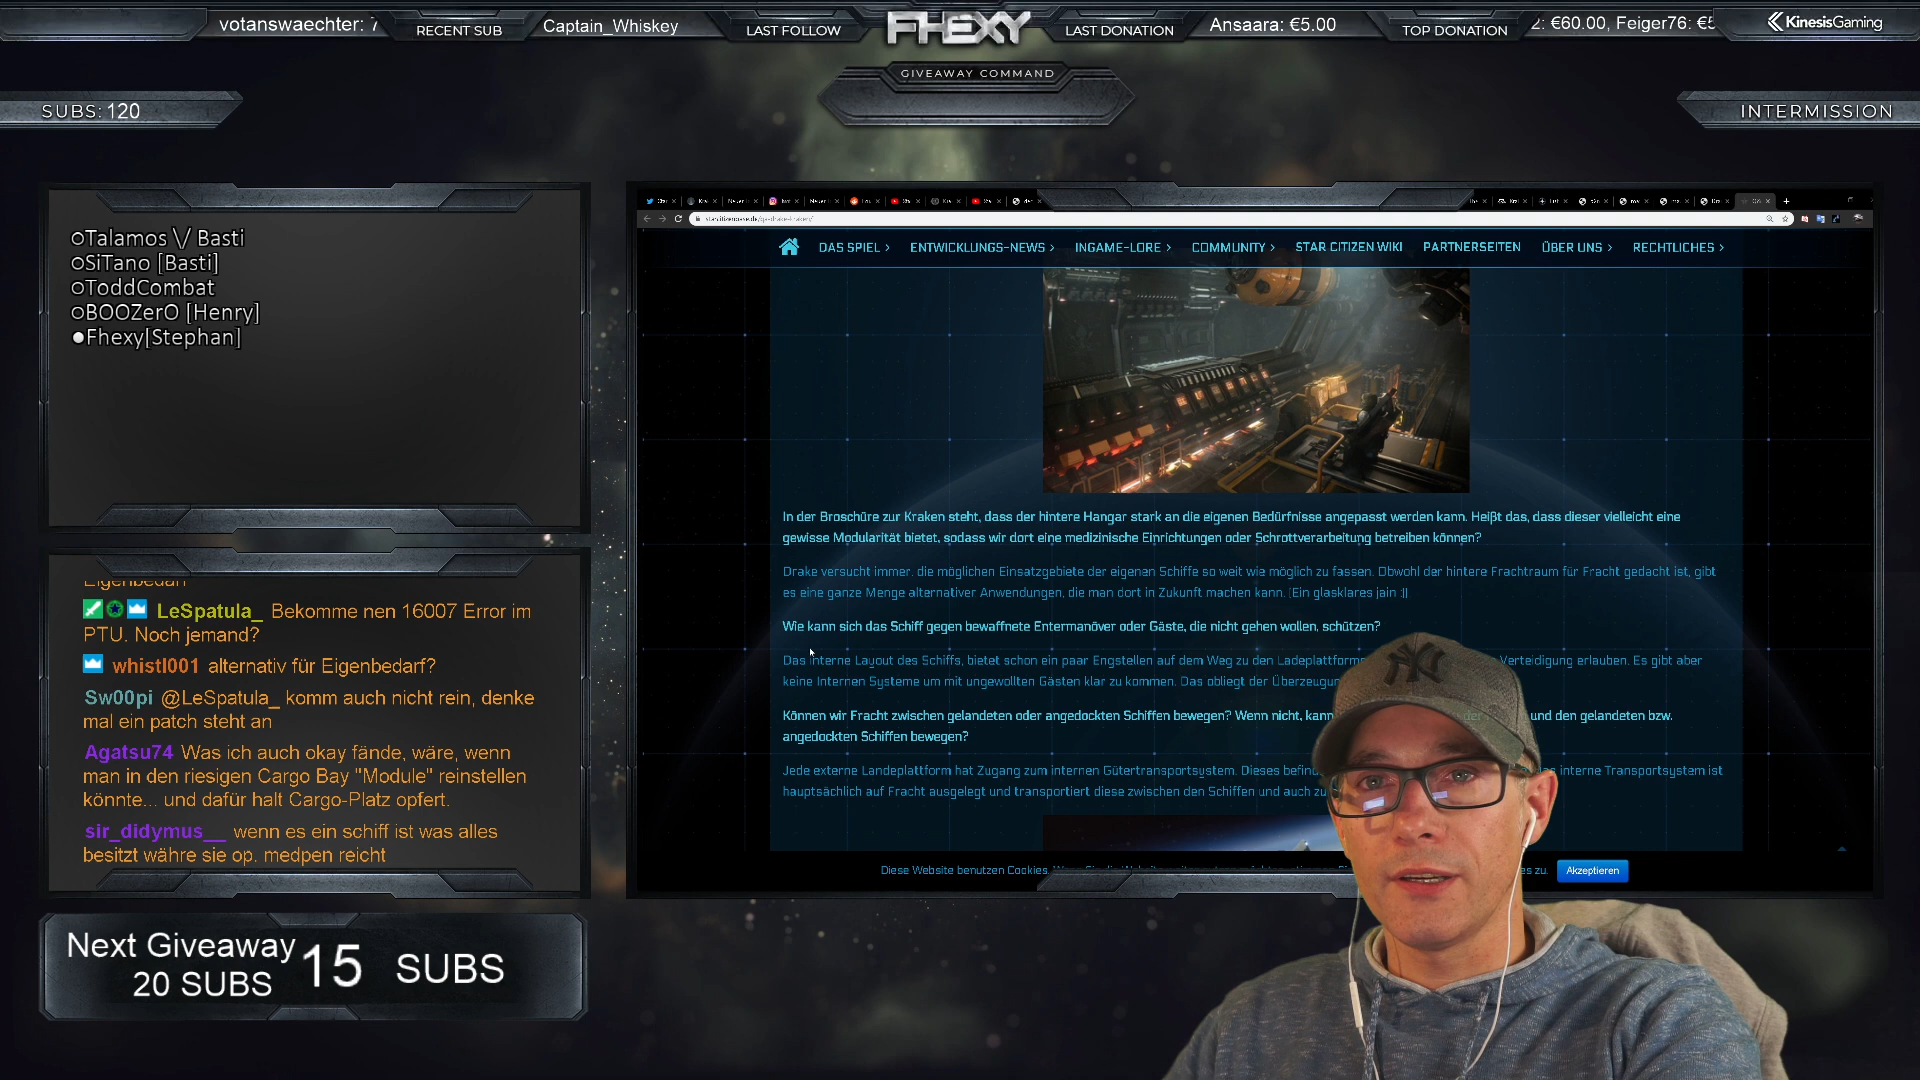 votanswaechter: 7
RECENT SUB
Captain_Whiskey
LAST FOLLOW
FHEXY
LAST DONATION
Ansaara: €5.00
TOP DONATION
2: €60.00, Feiger76: €5
KinesisGaming
GIVEAWAY COMMAND
SUBS: 120
INTERMISSION
Talamos \/ Basti
SiTano [Basti]
ToddCombat
BOOZerO [Henry]
Fhexy[Stephan]
Eigenbedarf
LeSpatula_ Bekomme nen 16007 Error im
PTU. Noch jemand?
whistl001 alternativ für Eigenbedarf?
Sw00pi @LeSpatula_ komm auch nicht rein, denke
mal ein patch steht an
Agatsu74 Was ich auch okay fände, wäre, wenn
man in den riesigen Cargo Bay "Module" reinstellen
könnte... und dafür halt Cargo-Platz opfert.
sir_didymus__ wenn es ein schiff ist was alles
besitzt währe sie op. medpen reicht
Next Giveaway
20 SUBS
15 SUBS
starcitizenbase.de/qa-drake-kraken/
DAS SPIEL > ENTWICKLUNGS-NEWS > INGAME-LORE > COMMUNITY > STAR CITIZEN WIKI PARTNERSEITEN ÜBER UNS > RECHTLICHES >
In der Broschüre zur Kraken steht, dass der hintere Hangar stark an die eigenen Bedürfnisse angepasst werden kann. Heißt das, dass dieser vielleicht eine
gewisse Modularität bietet, sodass wir dort eine medizinische Einrichtungen oder Schrottverarbeitung betreiben können?
Drake versucht immer, die möglichen Einsatzgebiete der eigenen Schiffe so weit wie möglich zu fassen. Obwohl der hintere Frachtraum für Fracht gedacht ist, gibt
es eine ganze Menge alternativer Anwendungen, die man dort in Zukunft machen kann. [Ein glasklares jain :)]
Wie kann sich das Schiff gegen bewaffnete Entermanöver oder Gäste, die nicht gehen wollen, schützen?
Das interne Layout des Schiffs, bietet schon ein paar Engstellen auf dem Weg zu den Ladeplattform Verteidigung erlauben. Es gibt aber
keine Internen Systeme um mit ungewollten Gästen klar zu kommen. Das obliegt der Überzeugun
Können wir Fracht zwischen gelandeten oder angedockten Schiffen bewegen? Wenn nicht, kann der und den gelandeten bzw.
angedockten Schiffen bewegen?
Jede externe Landeplattform hat Zugang zum internen Gütertransportsystem. Dieses befind as interne Transportsystem ist
hauptsächlich auf Fracht ausgelegt und transportiert diese zwischen den Schiffen und auch zu
Diese Website benutzen Cookies. es zu. Akzeptieren